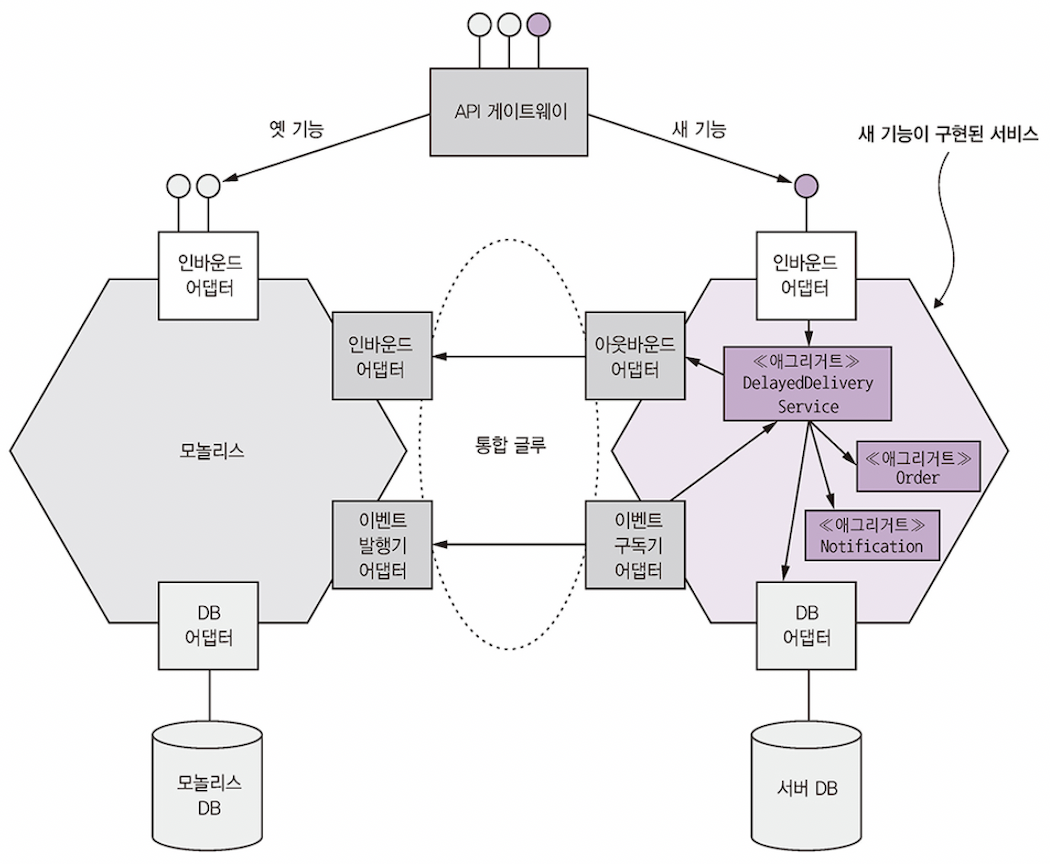 API 게이트웨이
옛 기능
새 기능
새 기능이 구현된 서비스
인바운드
어댑터
인바운드
어댑터
인바운드
어댑터
아웃바운드
어댑터
≪애그리거트≫
DelayedDelivery
Service
모놀리스
통합 글루
≪애그리거트≫
Order
이벤트
발행기
어댑터
이벤트
구독기
어댑터
≪애그리거트≫
Notification
DB
어댑터
DB
어댑터
모놀리스
DB
서버 DB